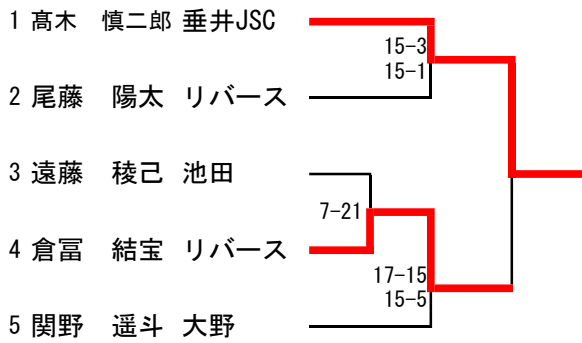 1 髙木　慎二郎 垂井JSC
15-3
15-1
2 尾藤　陽太 リバース
3 遠藤　稜己 池田
7-21
4 倉冨　結宝 リバース
17-15
15-5
5 関野　遥斗 大野